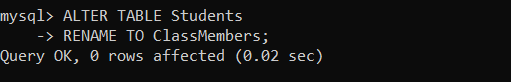 mysql> ALTER TABLE Students
    -> RENAME TO ClassMembers;
Query OK, 0 rows affected (0.02 sec)